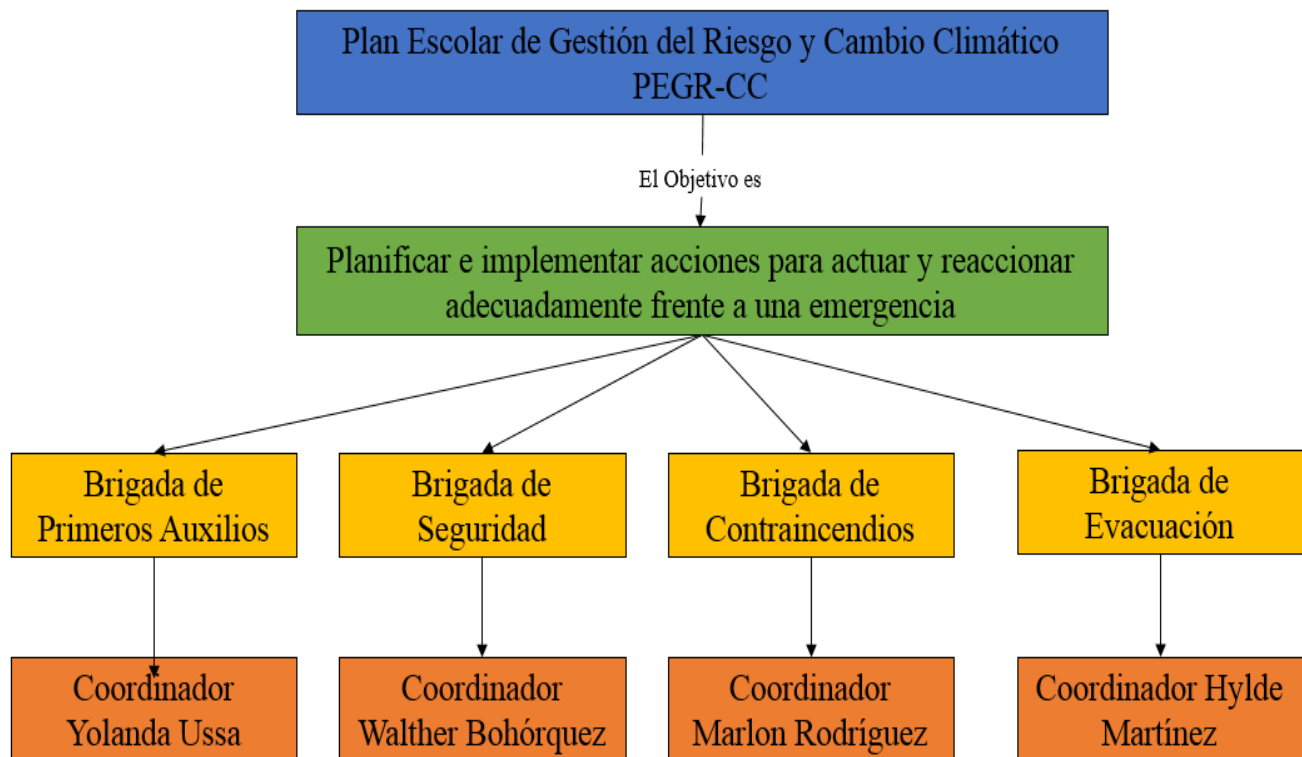 Plan Escolar de Gestión del Riesgo y Cambio Climático
PEGR-CC
El Objetivo es
Planificar e implementar acciones para actuar y reaccionar
adecuadamente frente a una emergencia
Brigada de
Primeros Auxilios
Brigada de
Seguridad
Brigada de
Contraincendios
Brigada de
Evacuación
Coordinador
Yolanda Ussa
Coordinador
Walther Bohórquez
Coordinador
Marlon Rodríguez
Coordinador Hylde
Martínez